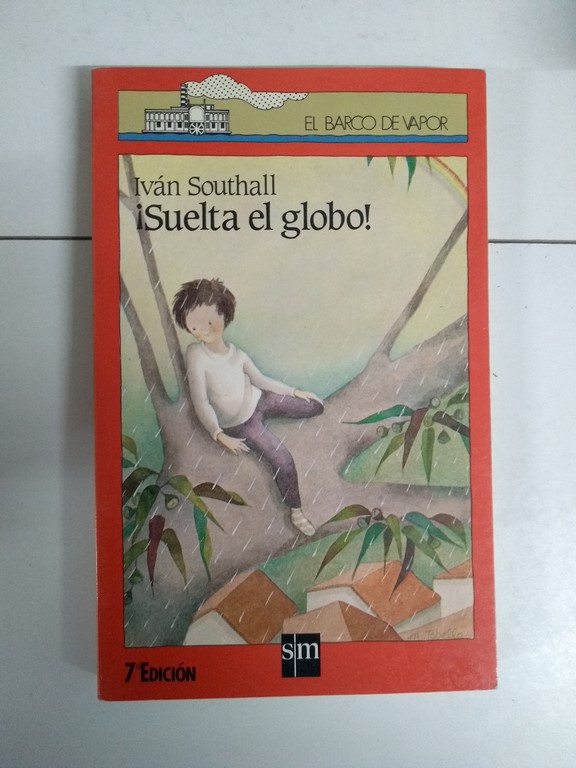 EL BARCO DE VAPOR
Iván Southall
¡Suelta el globo!
sm
7ª EDICIÓN